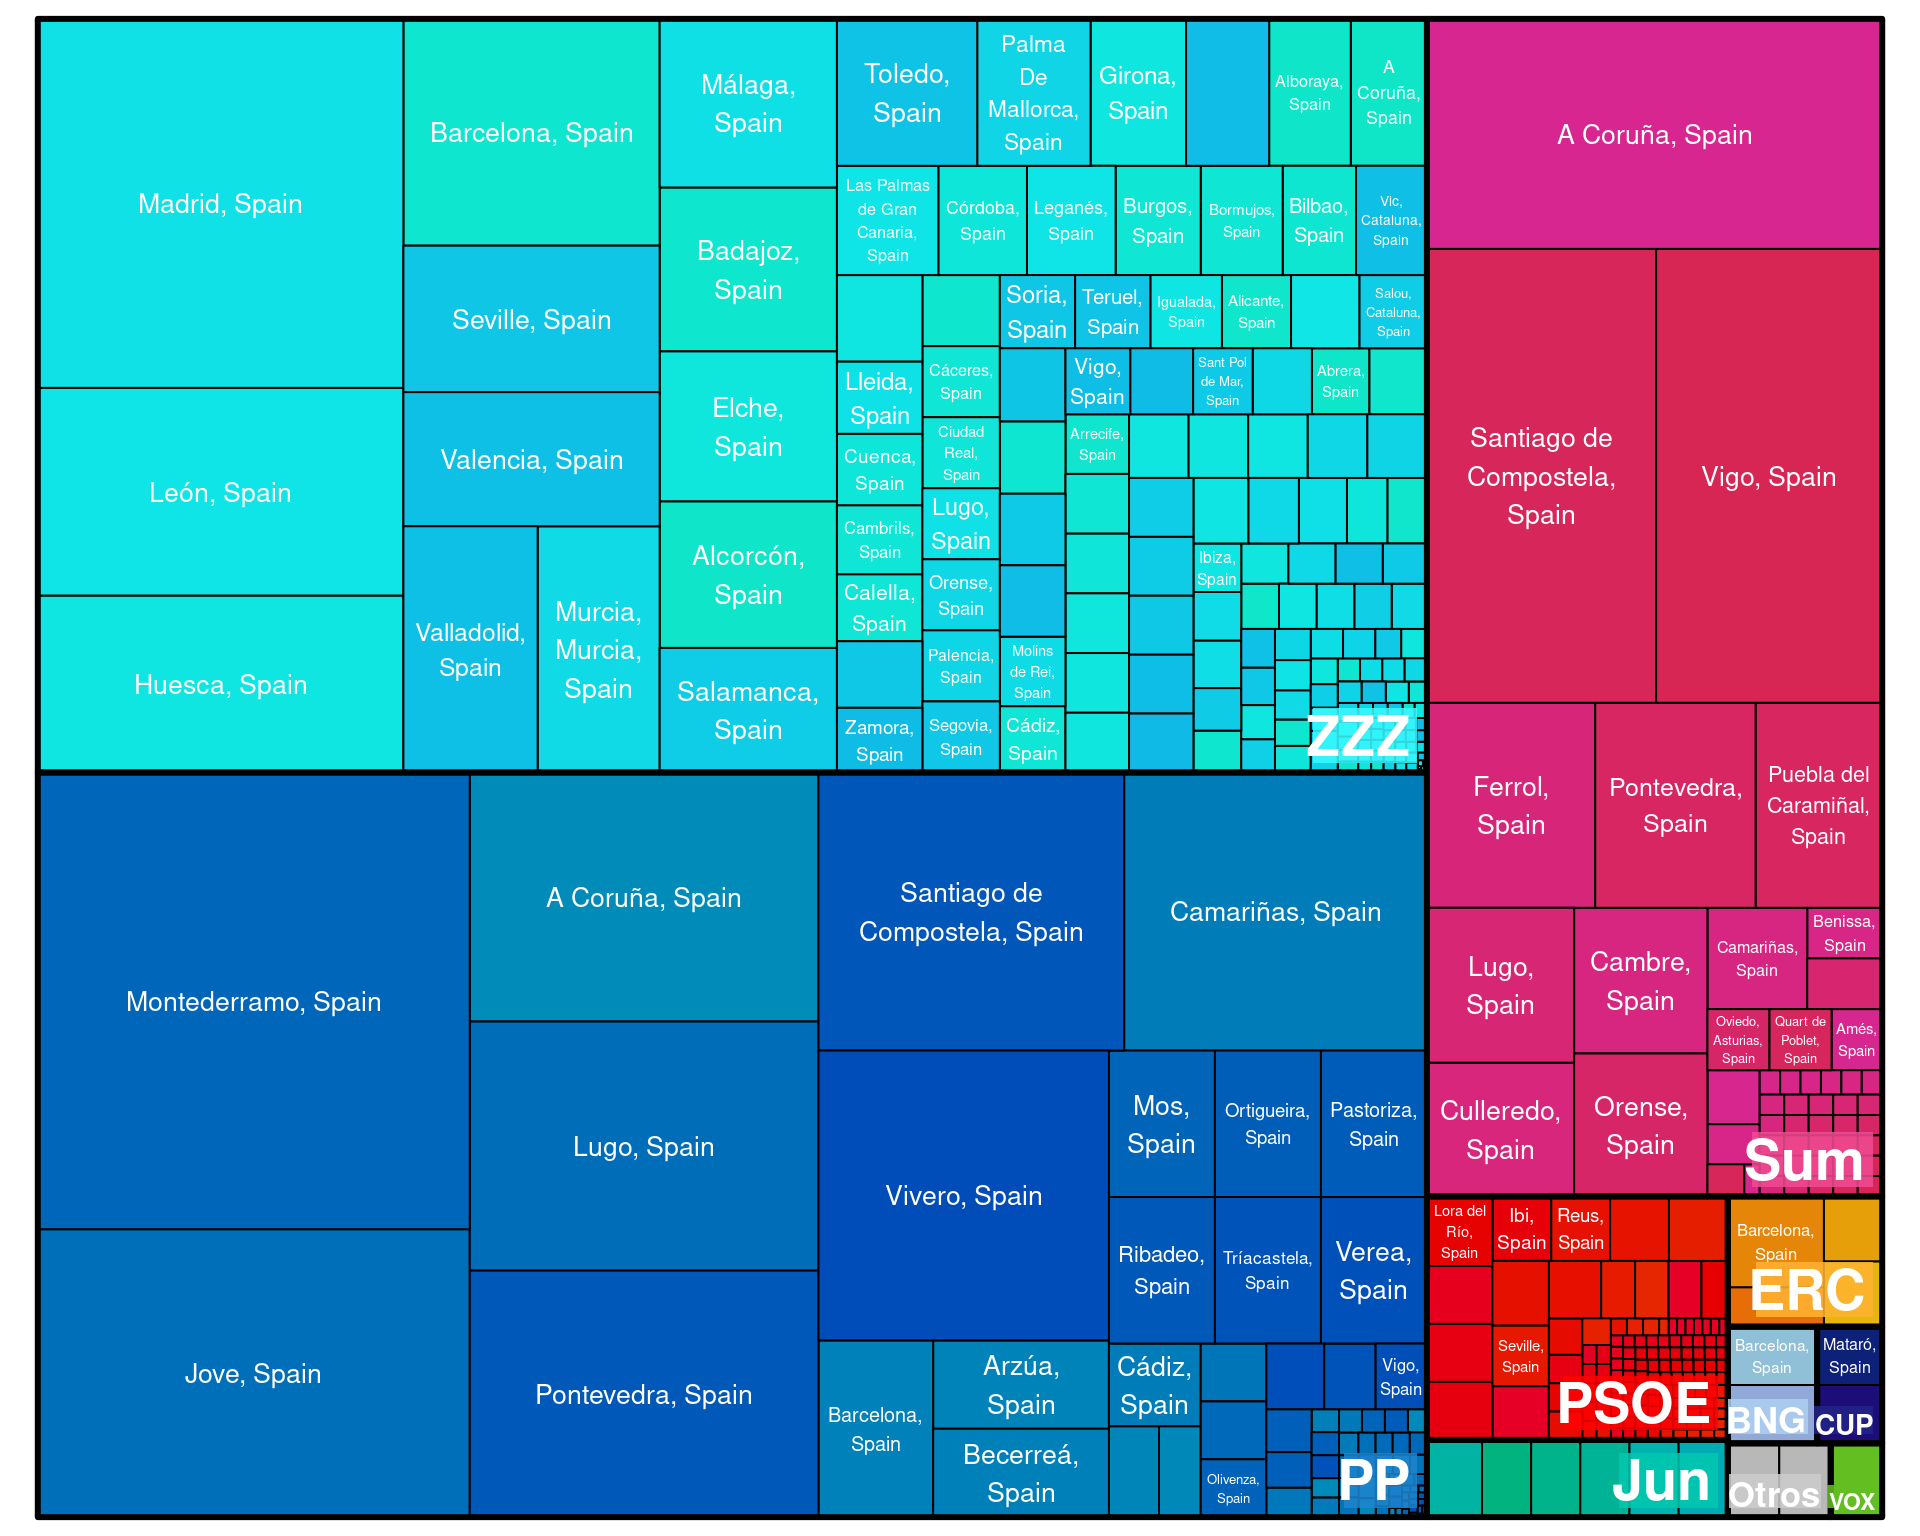 Madrid, Spain
León, Spain
Huesca, Spain
Barcelona, Spain
Seville, Spain
Valencia, Spain
Valladolid,
Spain
Murcia,
Murcia,
Spain
Málaga,
Spain
Badajoz,
Spain
Elche,
Spain
Alcorcón,
Spain
Salamanca,
Spain
Toledo,
Spain
Palma
De
Mallorca,
Spain
Girona,
Spain
Alboraya,
Spain
A
Coruña,
Spain
Las Palmas
de Gran
Canaria,
Spain
Córdoba,
Spain
Leganés,
Spain
Burgos,
Spain
Bormujos,
Spain
Bilbao,
Spain
Vic,
Cataluna,
Spain
Lleida,
Spain
Cuenca,
Spain
Cambrils,
Spain
Calella,
Spain
Zamora,
Spain
Cáceres,
Spain
Ciudad
Real,
Spain
Lugo,
Spain
Orense,
Spain
Palencia,
Spain
Segovia,
Spain
Soria,
Spain
Teruel,
Spain
Igualada,
Spain
Alicante,
Spain
Salou,
Cataluna,
Spain
Vigo,
Spain
Sant Pol
de Mar,
Spain
Abrera,
Spain
Arrecife,
Spain
Ibiza,
Spain
Molins
de Rei,
Spain
Cádiz,
Spain
ZZZ
Montederramo, Spain
Jove, Spain
A Coruña, Spain
Lugo, Spain
Pontevedra, Spain
Santiago de
Compostela, Spain
Camariñas, Spain
Vivero, Spain
Mos,
Spain
Ortigueira,
Spain
Pastoriza,
Spain
Ribadeo,
Spain
Tríacastela,
Spain
Verea,
Spain
Barcelona,
Spain
Arzúa,
Spain
Becerreá,
Spain
Cádiz,
Spain
Vigo,
Spain
Olivenza,
Spain
PP
A Coruña, Spain
Santiago de
Compostela,
Spain
Vigo, Spain
Ferrol,
Spain
Pontevedra,
Spain
Puebla del
Caramiñal,
Spain
Lugo,
Spain
Cambre,
Spain
Camariñas,
Spain
Benissa,
Spain
Oviedo,
Asturias,
Spain
Quart de
Poblet,
Spain
Amés,
Spain
Culleredo,
Spain
Orense,
Spain
Sum
Lora del
Río,
Spain
Ibi,
Spain
Reus,
Spain
Seville,
Spain
PSOE
Barcelona,
Spain
ERC
Barcelona,
Spain
BNG
Mataró,
Spain
CUP
Jun
Otros
VOX